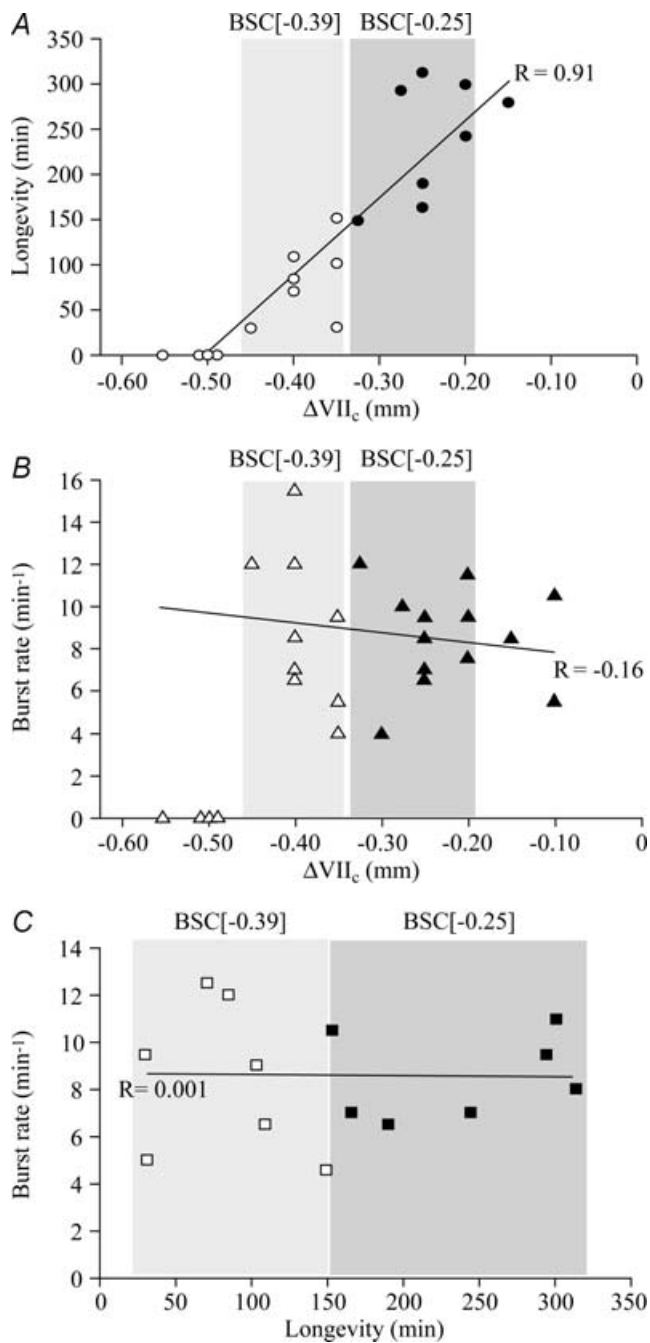 A
BSC[-0.39] BSC[-0.25]
R = 0.91
Longevity (min)
350
300
250
200
150
100
50
0
-0.60 -0.50 -0.40 -0.30 -0.20 -0.10 0
ΔVIIc (mm)
B
BSC[-0.39] BSC[-0.25]
Burst rate (min-1)
16
14
12
10
8
6
4
2
0
R = -0.16
-0.60 -0.50 -0.40 -0.30 -0.20 -0.10 0
ΔVIIc (mm)
C
BSC[-0.39] BSC[-0.25]
Burst rate (min-1)
14
12
10
8
6
4
2
0
R= 0.001
0 50 100 150 200 250 300 350
Longevity (min)